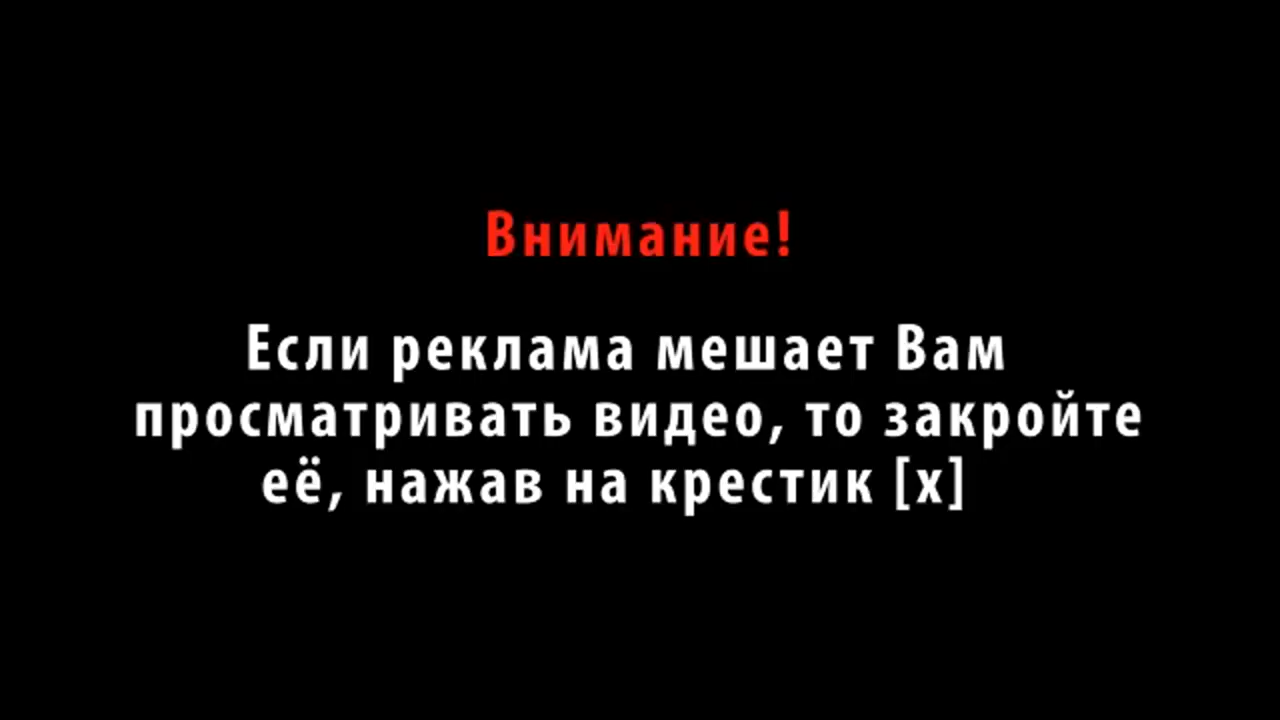 Внимание!
Если реклама мешает Вам
просматривать видео, то закройте
её, нажав на крестик [x]